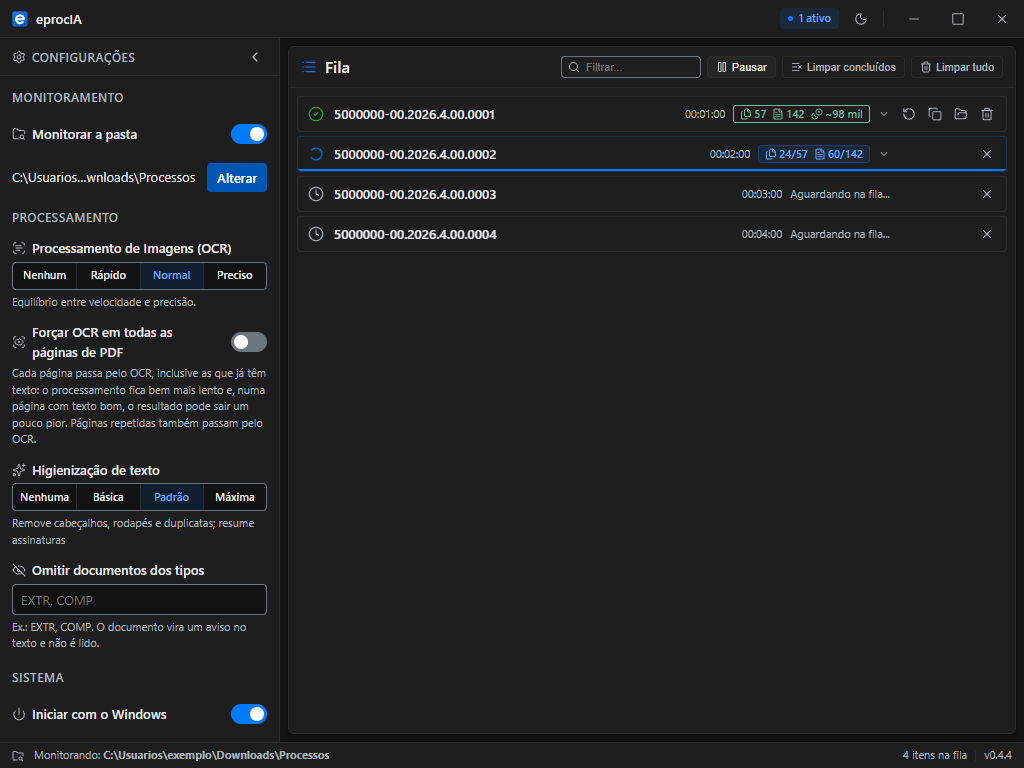 eprocIA
1 ativo
CONFIGURAÇÕES
MONITORAMENTO
Monitorar a pasta
C:\Usuarios...wnloads\Processos
Alterar
PROCESSAMENTO
Processamento de Imagens (OCR)
Nenhum Rápido Normal Preciso
Equilíbrio entre velocidade e precisão.
Forçar OCR em todas as
páginas de PDF
Cada página passa pelo OCR, inclusive as que já têm
texto: o processamento fica bem mais lento e, numa
página com texto bom, o resultado pode sair um
pouco pior. Páginas repetidas também passam pelo
OCR.
Higienização de texto
Nenhuma Básica Padrão Máxima
Remove cabeçalhos, rodapés e duplicatas; resume
assinaturas
Omitir documentos dos tipos
EXTR, COMP
Ex.: EXTR, COMP. O documento vira um aviso no
texto e não é lido.
SISTEMA
Iniciar com o Windows
Fila
Filtrar...
Pausar
Limpar concluídos
Limpar tudo
5000000-00.2026.4.00.0001 00:01:00 57 142 ~98 mil
5000000-00.2026.4.00.0002 00:02:00 24/57 60/142
5000000-00.2026.4.00.0003 00:03:00 Aguardando na fila...
5000000-00.2026.4.00.0004 00:04:00 Aguardando na fila...
Monitorando: C:\Usuarios\exemplo\Downloads\Processos
4 itens na fila
v0.4.4